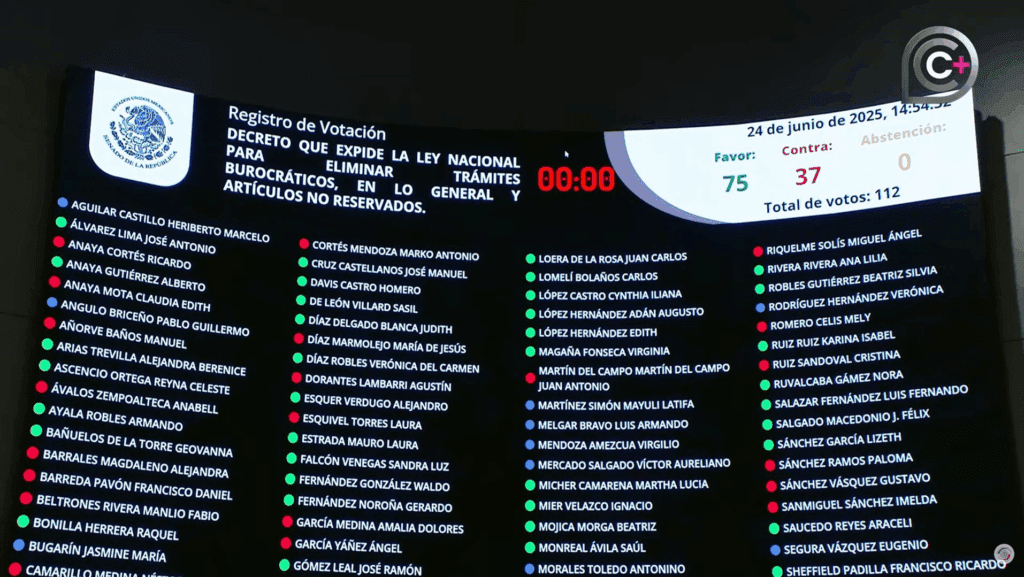 C+
Registro de Votación
DECRETO QUE EXPIDE LA LEY NACIONAL
PARA ELIMINAR TRÁMITES
BUROCRÁTICOS, EN LO GENERAL Y
ARTÍCULOS NO RESERVADOS.
ESTADOS UNIDOS MEXICANOS
SENADO DE LA REPÚBLICA
00:00
24 de junio de 2025, 14:54:52
Favor:
75
Contra:
37
Abstención:
0
Total de votos: 112
AGUILAR CASTILLO HERIBERTO MARCELO
ÁLVAREZ LIMA JOSÉ ANTONIO
ANAYA CORTÉS RICARDO
ANAYA GUTIÉRREZ ALBERTO
ANAYA MOTA CLAUDIA EDITH
ANGULO BRICEÑO PABLO GUILLERMO
AÑORVE BAÑOS MANUEL
ARIAS TREVILLA ALEJANDRA BERENICE
ASCENCIO ORTEGA REYNA CELESTE
ÁVALOS ZEMPOALTECA ANABELL
AYALA ROBLES ARMANDO
BAÑUELOS DE LA TORRE GEOVANNA
BARRALES MAGDALENO ALEJANDRA
BARREDA PAVÓN FRANCISCO DANIEL
BELTRONES RIVERA MANLIO FABIO
BONILLA HERRERA RAQUEL
BUGARÍN JASMINE MARÍA
CAMARILLO MEDINA
CORTÉS MENDOZA MARKO ANTONIO
CRUZ CASTELLANOS JOSÉ MANUEL
DAVIS CASTRO HOMERO
DE LEÓN VILLARD SASIL
DÍAZ DELGADO BLANCA JUDITH
DÍAZ MARMOLEJO MARÍA DE JESÚS
DÍAZ ROBLES VERÓNICA DEL CARMEN
DORANTES LAMBARRI AGUSTÍN
ESQUER VERDUGO ALEJANDRO
ESQUIVEL TORRES LAURA
ESTRADA MAURO LAURA
FALCÓN VENEGAS SANDRA LUZ
FERNÁNDEZ GONZÁLEZ WALDO
FERNÁNDEZ NOROÑA GERARDO
GARCÍA MEDINA AMALIA DOLORES
GARCÍA YÁÑEZ ÁNGEL
GÓMEZ LEAL JOSÉ RAMÓN
LOERA DE LA ROSA JUAN CARLOS
LOMELÍ BOLAÑOS CARLOS
LÓPEZ CASTRO CYNTHIA ILIANA
LÓPEZ HERNÁNDEZ ADÁN AUGUSTO
LÓPEZ HERNÁNDEZ EDITH
MAGAÑA FONSECA VIRGINIA
MARTÍN DEL CAMPO MARTÍN DEL CAMPO
JUAN ANTONIO
MARTÍNEZ SIMÓN MAYULI LATIFA
MELGAR BRAVO LUIS ARMANDO
MENDOZA AMEZCUA VIRGILIO
MERCADO SALGADO VÍCTOR AURELIANO
MICHER CAMARENA MARTHA LUCIA
MIER VELAZCO IGNACIO
MOJICA MORGA BEATRIZ
MONREAL ÁVILA SAÚL
MORALES TOLEDO ANTONINO
RIQUELME SOLÍS MIGUEL ÁNGEL
RIVERA RIVERA ANA LILIA
ROBLES GUTIÉRREZ BEATRIZ SILVIA
RODRÍGUEZ HERNÁNDEZ VERÓNICA
ROMERO CELIS MELY
RUIZ RUIZ KARINA ISABEL
RUIZ SANDOVAL CRISTINA
RUVALCABA GÁMEZ NORA
SALAZAR FERNÁNDEZ LUIS FERNANDO
SALGADO MACEDONIO J. FÉLIX
SÁNCHEZ GARCÍA LIZETH
SÁNCHEZ RAMOS PALOMA
SÁNCHEZ VÁSQUEZ GUSTAVO
SANMIGUEL SÁNCHEZ IMELDA
SAUCEDO REYES ARACELI
SEGURA VÁZQUEZ EUGENIO
SHEFFIELD PADILLA FRANCISCO RICARDO